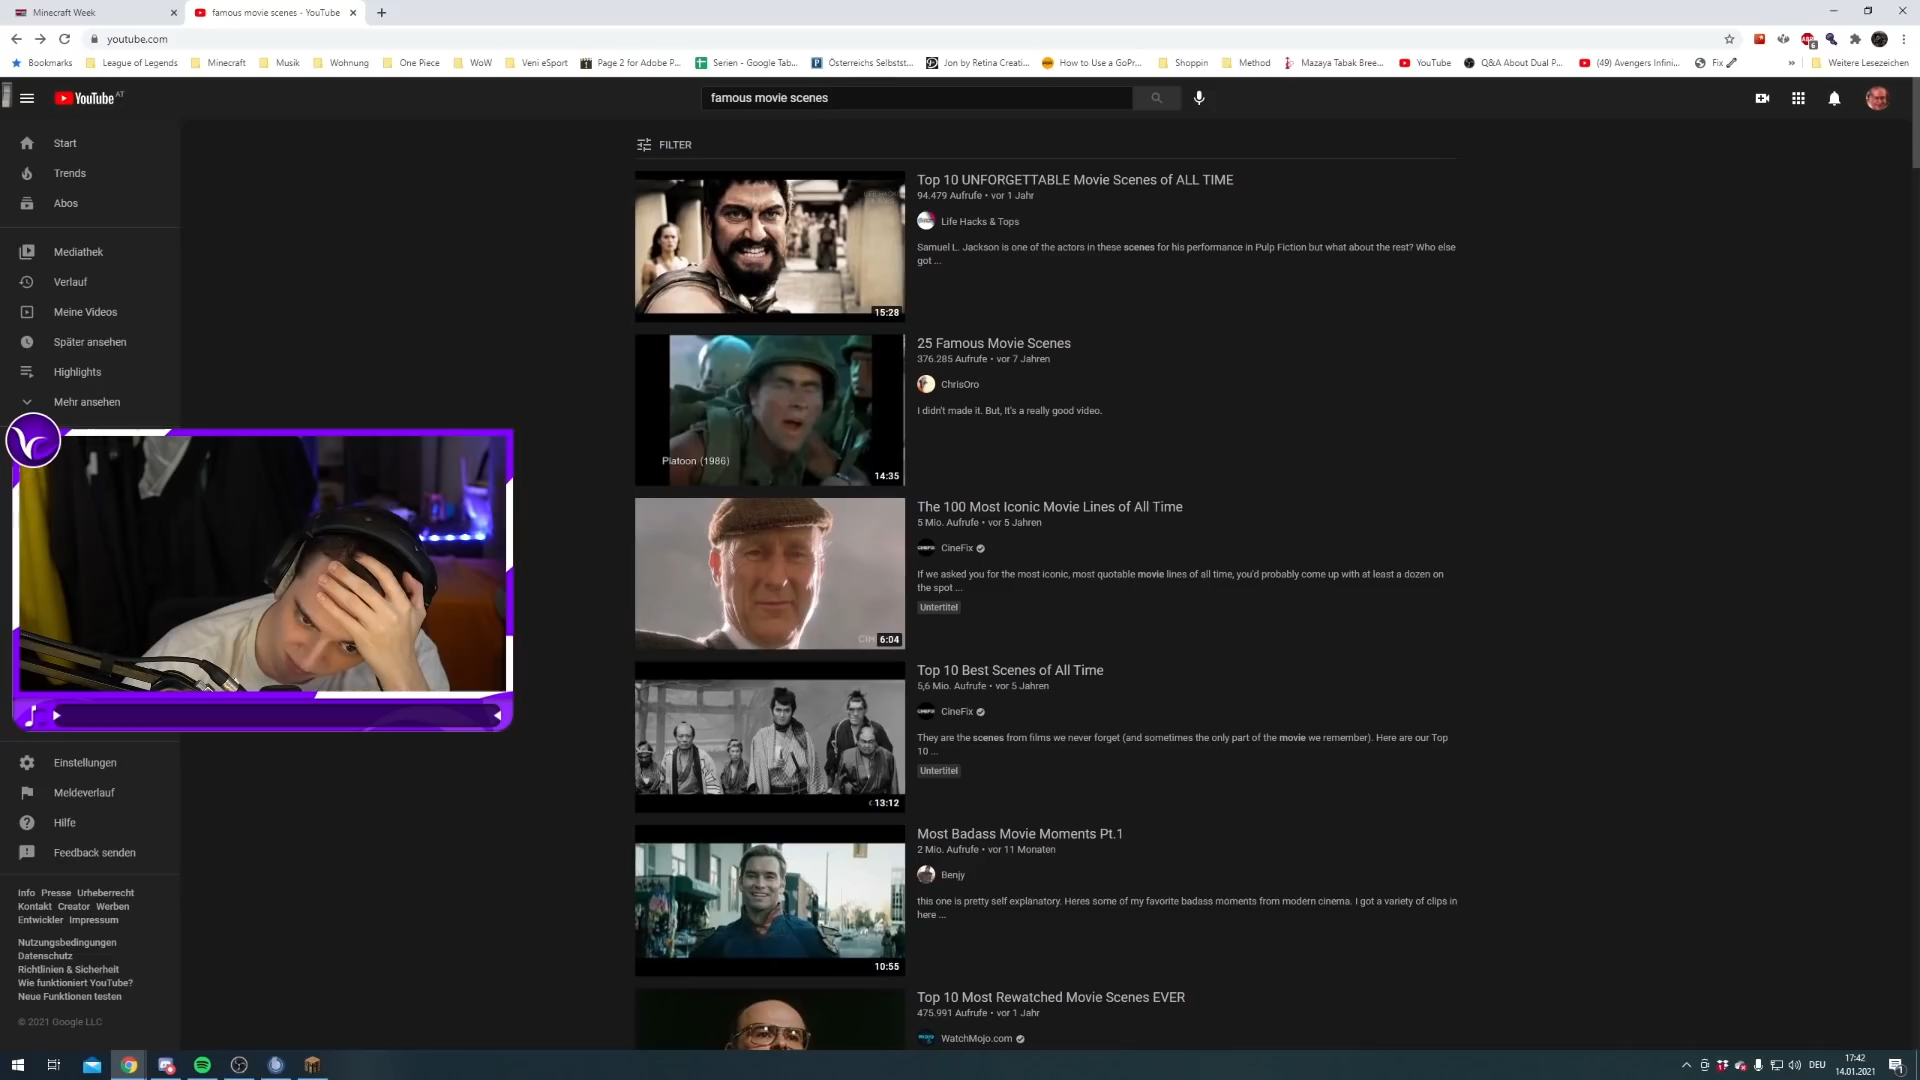 Minecraft Week
famous movie scenes - YouTube
youtube.com
Bookmarks League of Legends Minecraft Musik Wohnung One Piece WoW Veni eSport Page 2 for Adobe P... Serien - Google Tab... Österreichs Selbstst... Jon by Retina Creati... How to Use a GoPr... Shoppin Method Mazaya Tabak Bree... YouTube Q&A About Dual P... (49) Avengers Infini... Fix » Weitere Lesezeichen
YouTube AT
famous movie scenes
Start
Trends
Abos
Mediathek
Verlauf
Meine Videos
Später ansehen
Highlights
Mehr ansehen
Einstellungen
Meldeverlauf
Hilfe
Feedback senden
Info Presse Urheberrecht
Kontakt Creator Werben
Entwickler Impressum
Nutzungsbedingungen
Datenschutz
Richtlinien & Sicherheit
Wie funktioniert YouTube?
Neue Funktionen testen
© 2021 Google LLC
FILTER
15:28
Top 10 UNFORGETTABLE Movie Scenes of ALL TIME
94.479 Aufrufe • vor 1 Jahr
Life Hacks & Tops
Samuel L. Jackson is one of the actors in these scenes for his performance in Pulp Fiction but what about the rest? Who else
got ...
Platoon (1986)
14:35
25 Famous Movie Scenes
376.285 Aufrufe • vor 7 Jahren
ChrisOro
I didn't made it. But, It's a really good video.
6:04
The 100 Most Iconic Movie Lines of All Time
5 Mio. Aufrufe • vor 5 Jahren
CineFix
If we asked you for the most iconic, most quotable movie lines of all time, you'd probably come up with at least a dozen on
the spot ...
Untertitel
13:12
Top 10 Best Scenes of All Time
5,6 Mio. Aufrufe • vor 5 Jahren
CineFix
They are the scenes from films we never forget (and sometimes the only part of the movie we remember). Here are our Top
10 ...
Untertitel
10:55
Most Badass Movie Moments Pt.1
2 Mio. Aufrufe • vor 11 Monaten
Benjy
this one is pretty self explanatory. Heres some of my favorite badass moments from modern cinema. I got a variety of clips in
here ...
Top 10 Most Rewatched Movie Scenes EVER
475.991 Aufrufe • vor 1 Jahr
WatchMojo.com
DEU
17:42
14.01.2021